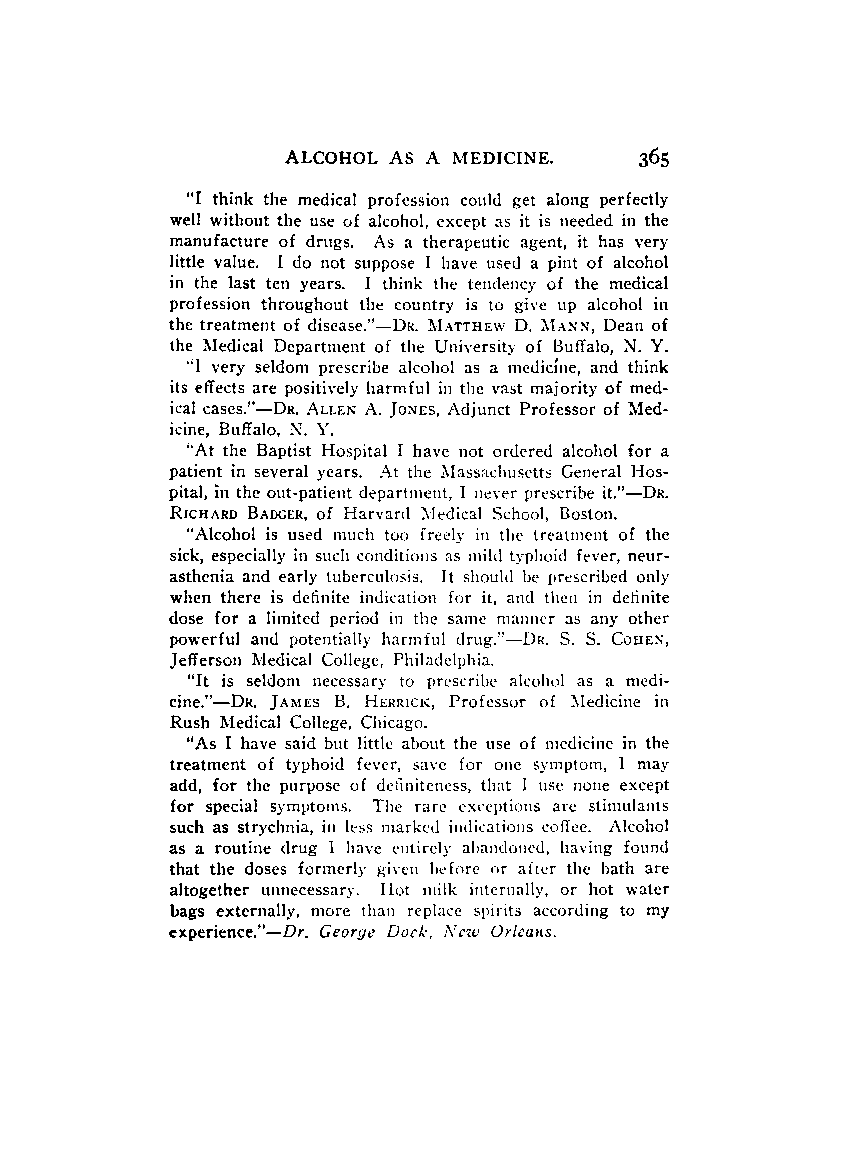 ALCOHOL AS A MEDICINE. 365
"I think the medical profession could get along perfectly
well without the use of alcohol, except as it is needed in the
manufacture of drugs. As a therapeutic agent, it has very
little value. I do not suppose I have used a pint of alcohol
in the last ten years. I think the tendency of the medical
profession throughout the country is to give up alcohol in
the treatment of disease."—DR. MATTHEW D. MANN, Dean of
the Medical Department of the University of Buffalo, N. Y.
"I very seldom prescribe alcohol as a medicine, and think
its effects are positively harmful in the vast majority of med-
ical cases."—DR. ALLEN A. JONES, Adjunct Professor of Med-
icine, Buffalo, N. Y.
"At the Baptist Hospital I have not ordered alcohol for a
patient in several years. At the Massachusetts General Hos-
pital, in the out-patient department, I never prescribe it."—DR.
RICHARD BADGER, of Harvard Medical School, Boston.
"Alcohol is used much too freely in the treatment of the
sick, especially in such conditions as mild typhoid fever, neur-
asthenia and early tuberculosis. It should be prescribed only
when there is definite indication for it, and then in definite
dose for a limited period in the same manner as any other
powerful and potentially harmful drug."—DR. S. S. COHEN,
Jefferson Medical College, Philadelphia.
"It is seldom necessary to prescribe alcohol as a medi-
cine."—DR. JAMES B. HERRICK, Professor of Medicine in
Rush Medical College, Chicago.
"As I have said but little about the use of medicine in the
treatment of typhoid fever, save for one symptom, I may
add, for the purpose of definiteness, that I use none except
for special symptoms. The rare exceptions are stimulants
such as strychnia, in less marked indications coffee. Alcohol
as a routine drug I have entirely abandoned, having found
that the doses formerly given before or after the bath are
altogether unnecessary. Hot milk internally, or hot water
bags externally, more than replace spirits according to my
experience."—Dr. George Dock, New Orleans.